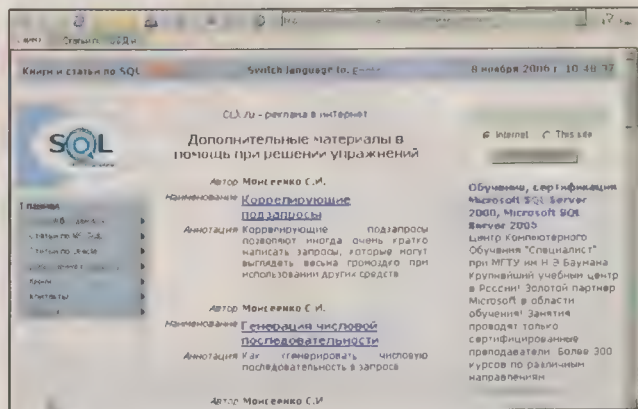 Книги и статьи по SQL
Switch language to:
8 ноября 2006 г. 10:48:37
реклама в интернет
Дополнительные материалы в
помощь при решении упражнений
Internet This site
SQL
Автор Моисеенко С.И.
Наименование Коррелирующие
подзапросы
Аннотация Коррелирующие подзапросы
позволяют иногда очень кратко
написать запросы, которые могут
выглядеть весьма громоздко при
использовании других средств
Автор Моисеенко С.И.
Наименование Генерация числовой
последовательности
Аннотация Как сгенерировать числовую
последовательность в запросе
Автор Моисеенко С.И
Главная
Статьи по
Статьи по
Книги
Контакты
Обучение, сертификация
Microsoft SQL Server
2000, Microsoft SQL
Server 2005
Центр Компьютерного
Обучения "Специалист"
при МГТУ им Н Э Баумана
Крупнейший учебный центр
в России! Золотой партнер
Microsoft в области
обучения! Занятия
проводят только
сертифицированные
преподаватели Более 300
курсов по различным
направлениям